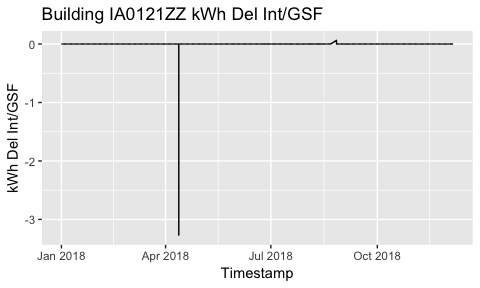 Building IA0121ZZ kWh Del Int/GSF
kWh Del Int/GSF
0
-1
-2
-3
Jan 2018 Apr 2018 Jul 2018 Oct 2018
Timestamp